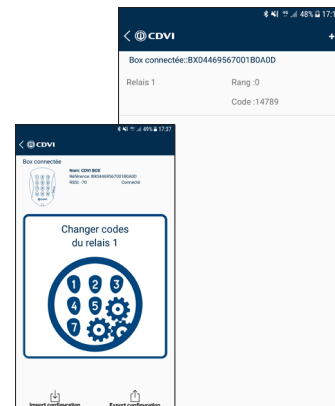 48% 17:1
CDVI +
Box connectée::BX04469567001B0A0D
Relais 1 Rang :0
Code :14789
49% 17:37
CDVI
Box connectée
Nom: CDVI BOX
Référence: BX04469567001B0A0D
RSSI: -70 Connecté
Changer codes
du relais 1
1 2 3
4 5
7
Import configuration Export configuration